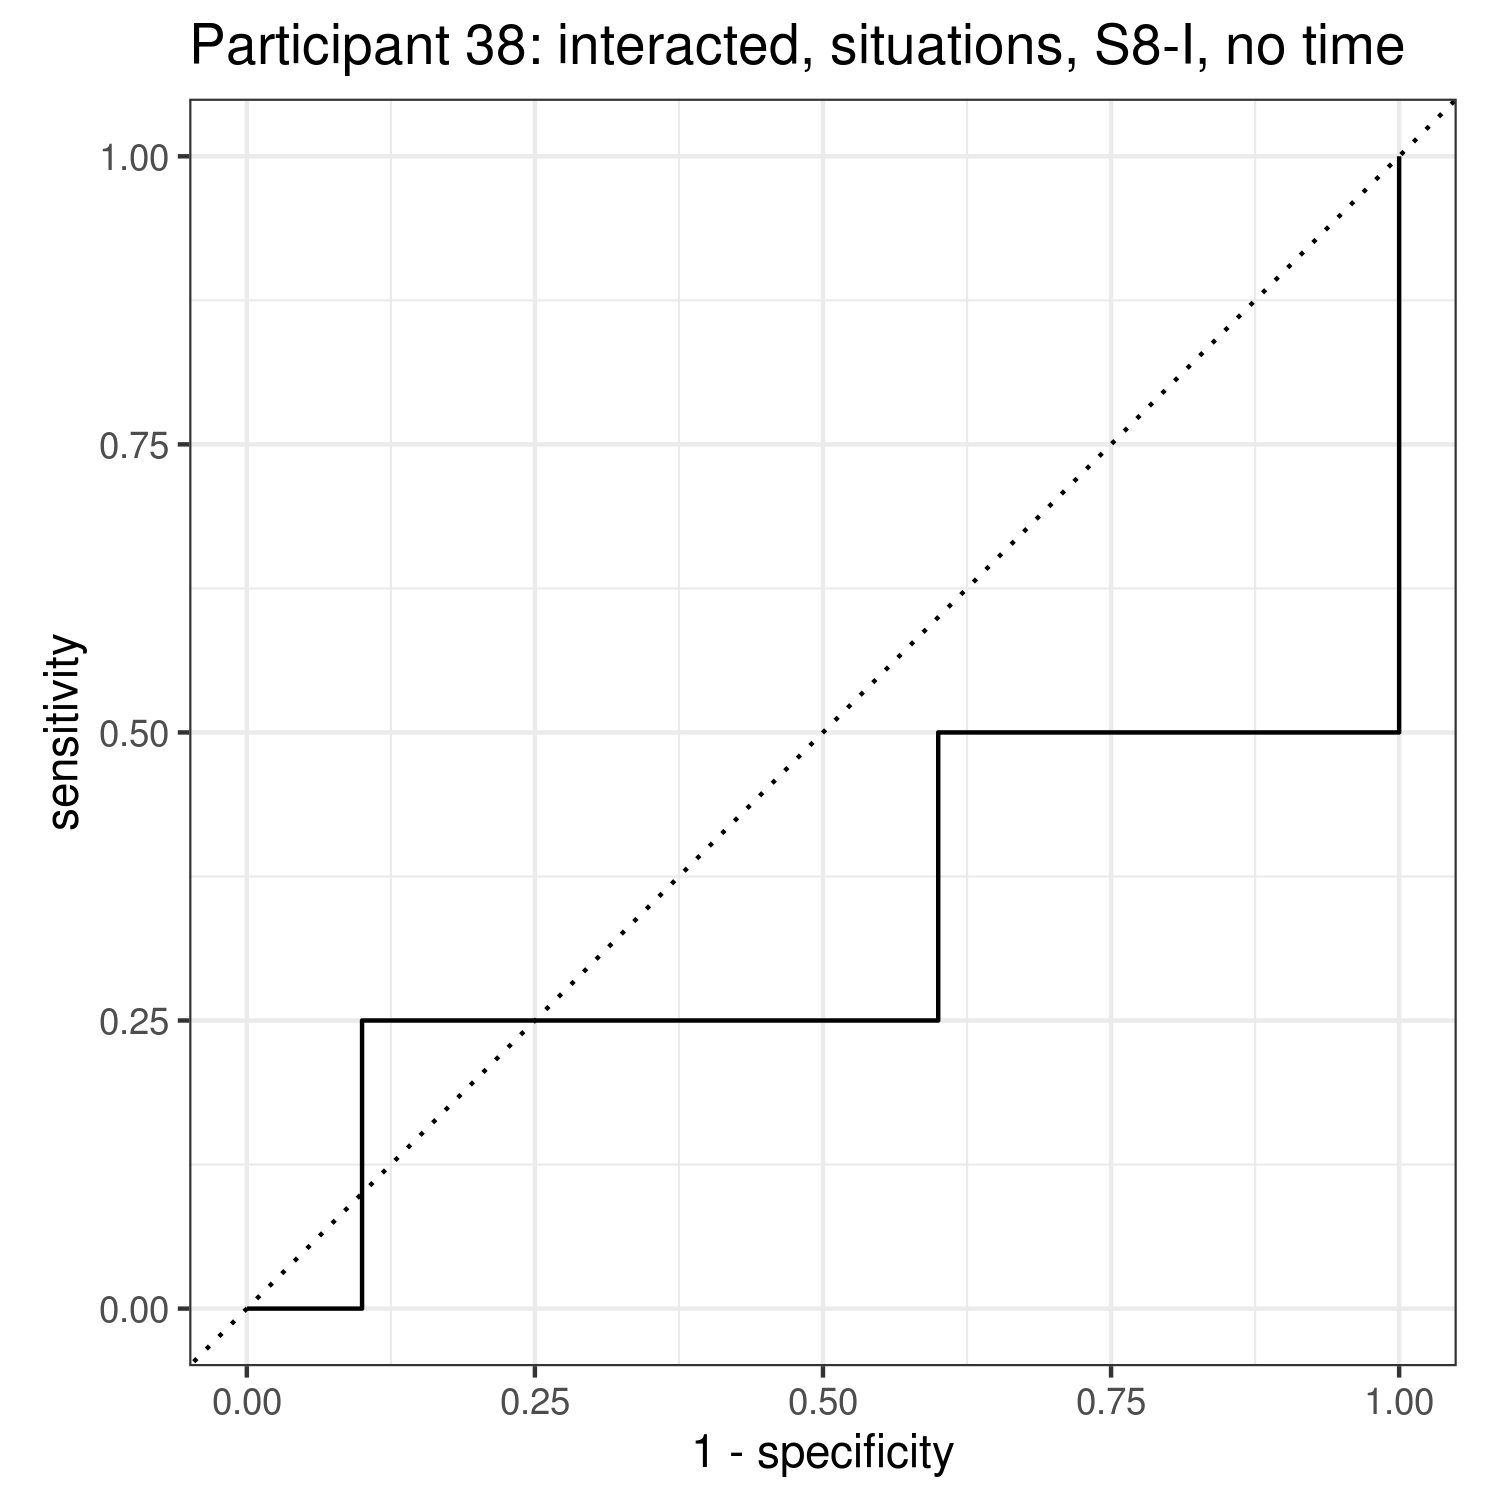 Participant 38: interacted, situations, S8-I, no time
1.00
0.75
0.50
0.25
0.00
sensitivity
0.00 0.25 0.50 0.75 1.00
1 - specificity